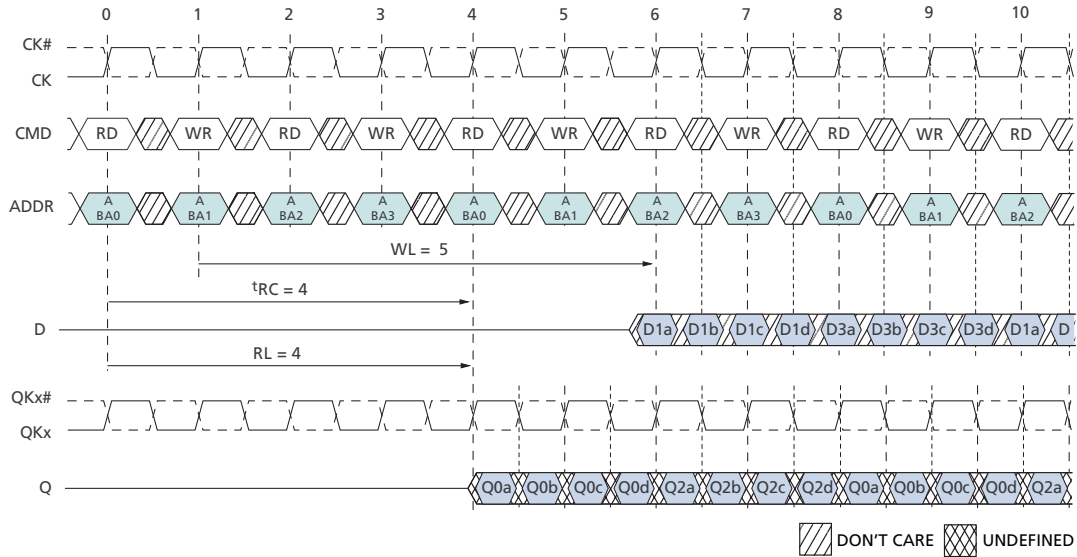 0 1 2 3 4 5 6 7 8 9 10
CK#
CK
CMD RD WR RD WR RD WR RD WR RD WR RD
ADDR A BA0 A BA1 A BA2 A BA3 A BA0 A BA1 A BA2 A BA3 A BA0 A BA1 A BA2
WL = 5
tRC = 4
D D1a D1b D1c D1d D3a D3b D3c D3d D1a D
RL = 4
QKx#
QKx
Q Q0a Q0b Q0c Q0d Q2a Q2b Q2c Q2d Q0a Q0b Q0c Q0d Q2a
DON'T CARE UNDEFINED